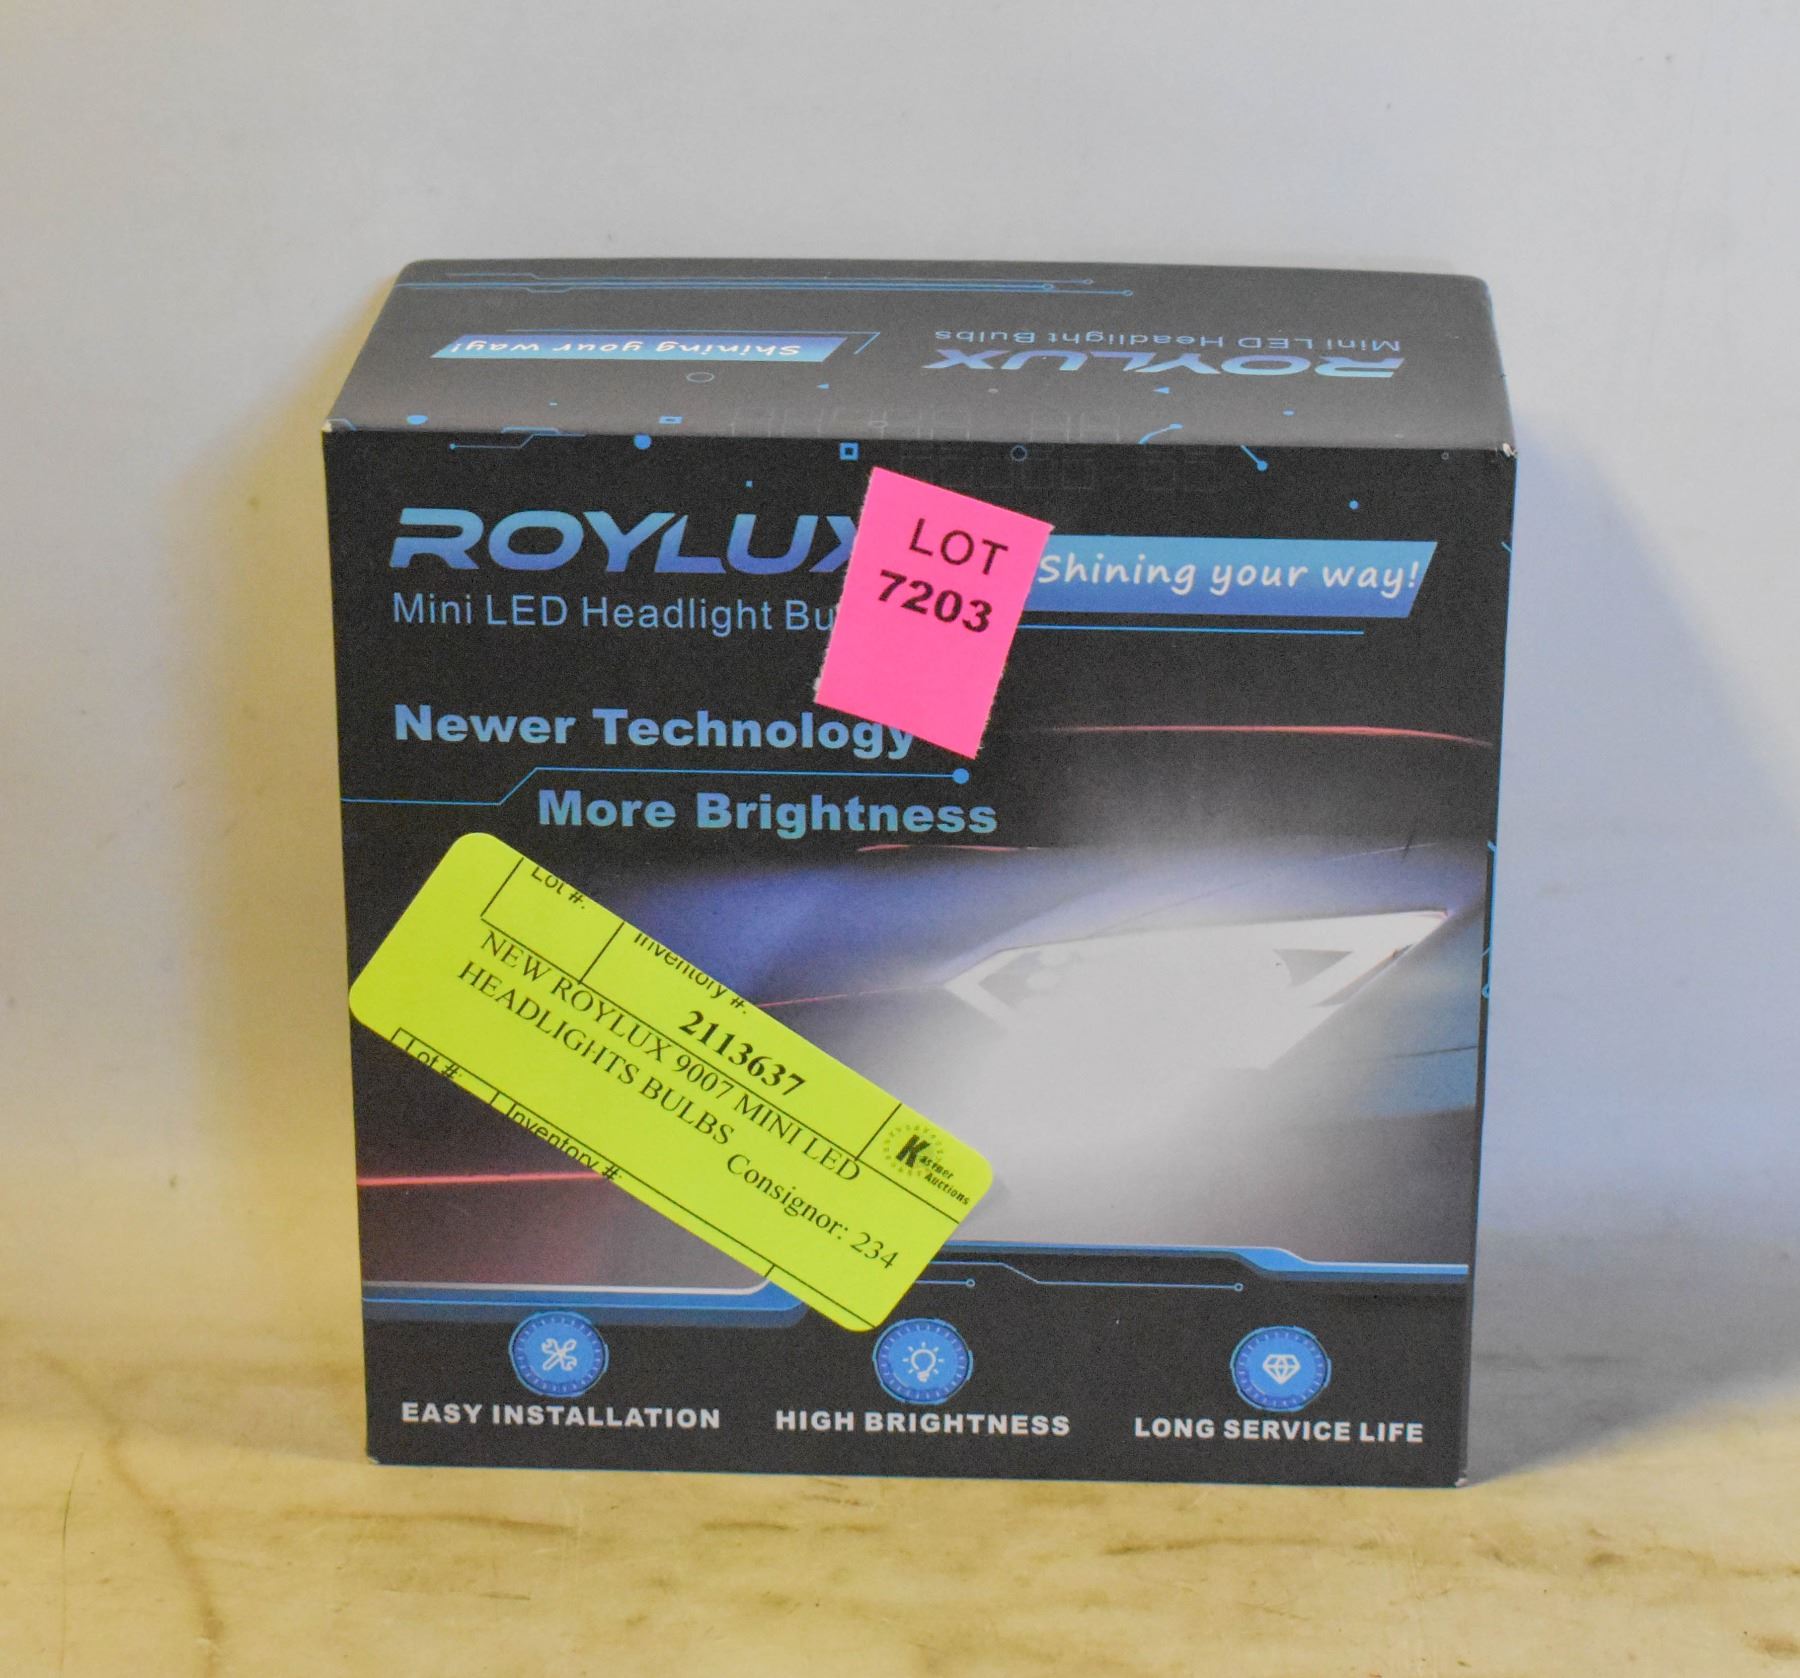 Mini LED Headlight Bulbs
ROYLUX
Shining your way!
ROYLUX
Mini LED Headlight Bu
Shining your way!
LOT
7203
Newer Technology
More Brightness
Lot #:
Inventory #:
2113637
NEW ROYLUX 9007 MINI LED
HEADLIGHTS BULBS
Consignor: 234
Kastner
Auctions
Lot #:
Inventory #:
EASY INSTALLATION
HIGH BRIGHTNESS
LONG SERVICE LIFE